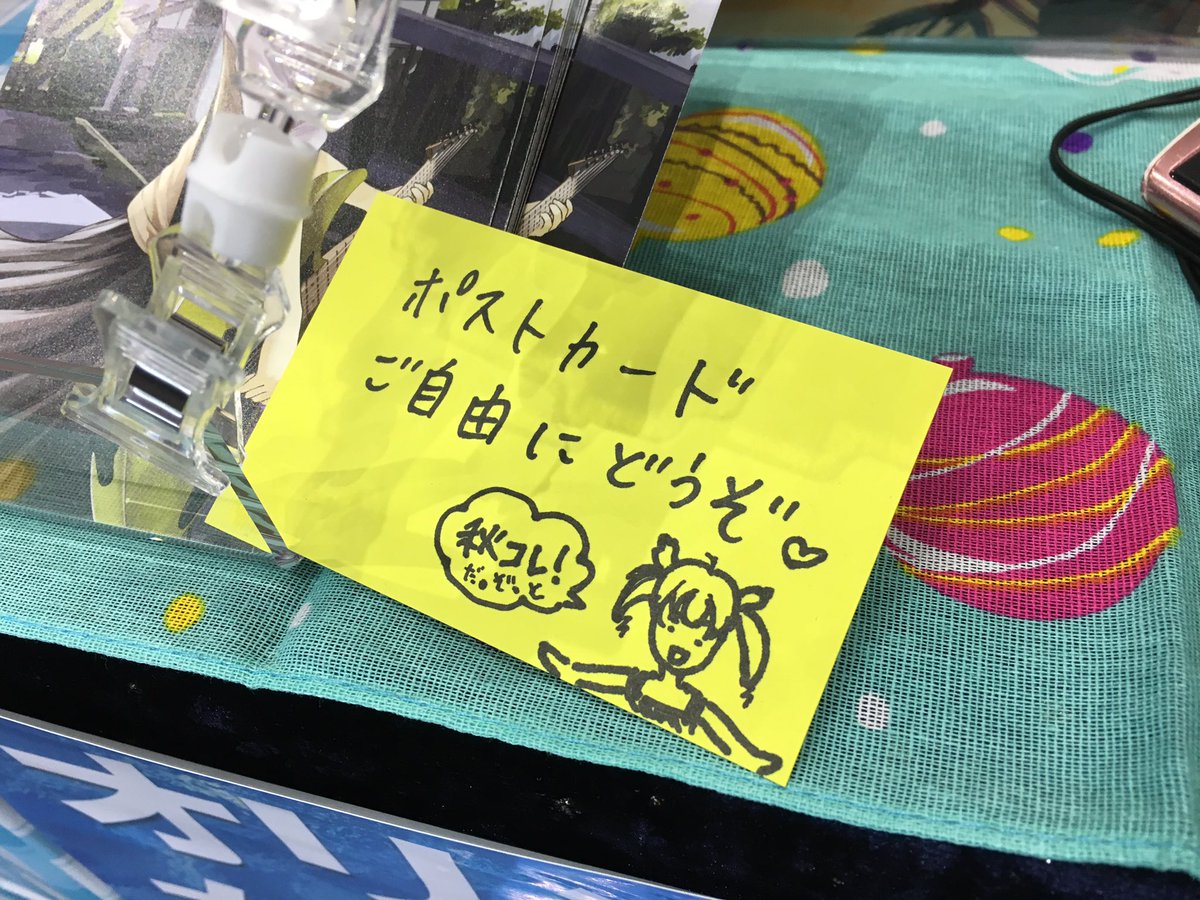 ポストカード
ご自由にどうぞ♡
秋コレ!
だ。ぞ。と